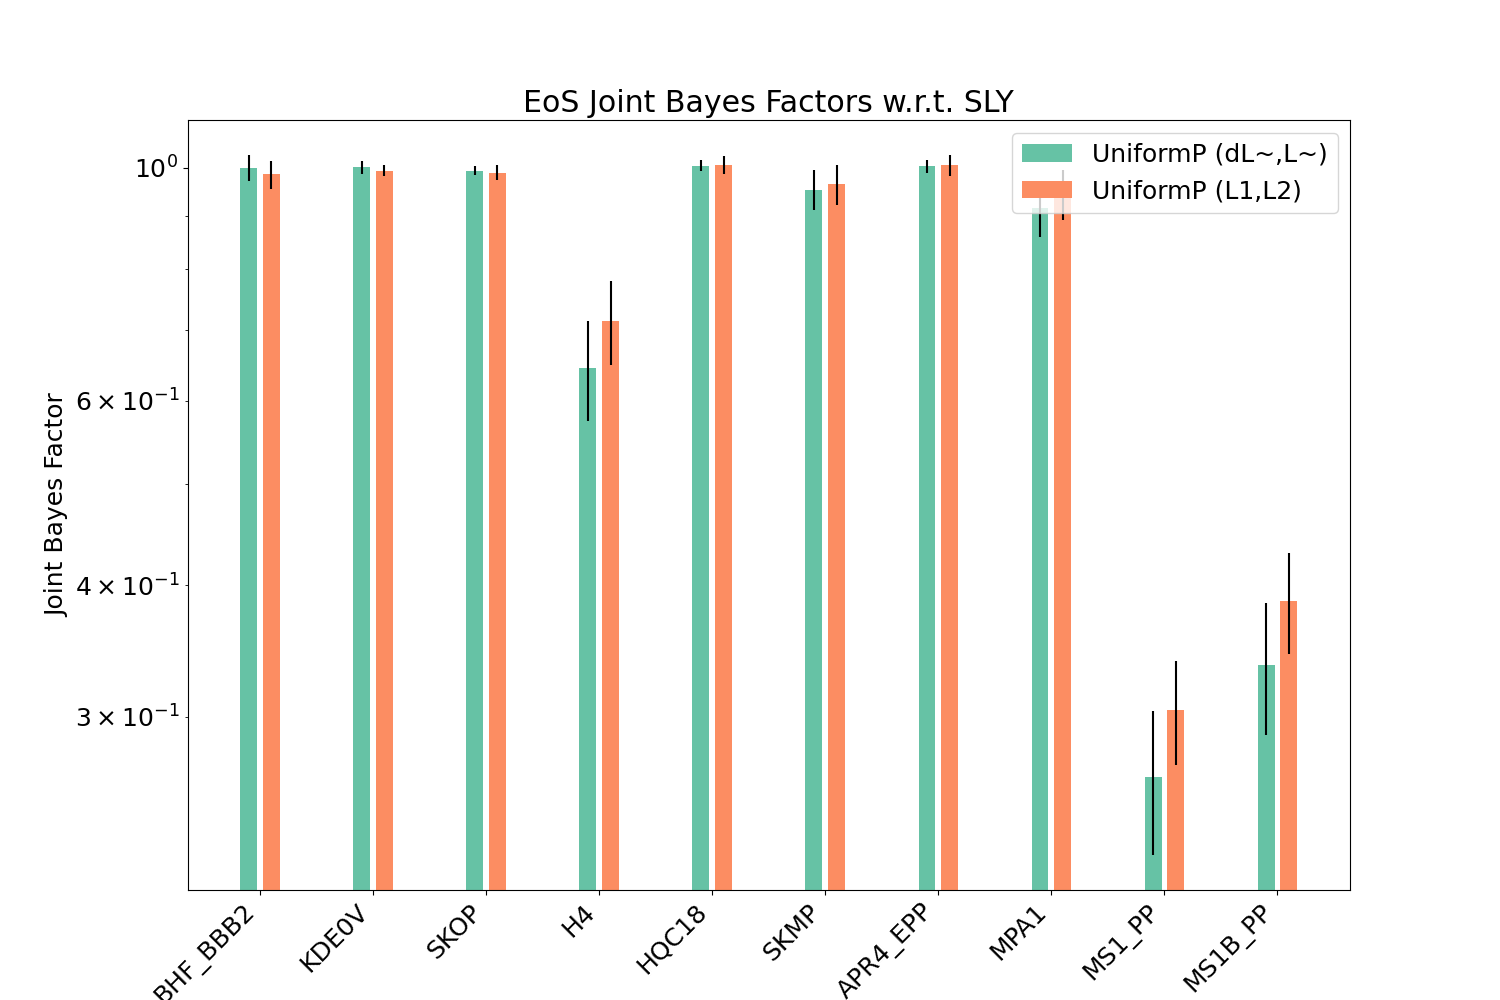 EoS Joint Bayes Factors w.r.t. SLY
UniformP (dL~,L~)
UniformP (L1,L2)
Joint Bayes Factor
10⁰
6 × 10⁻¹
4 × 10⁻¹
3 × 10⁻¹
BHF_BBB2
KDE0V
SKOP
H4
HQC18
SKMP
APR4_EPP
MPA1
MS1_PP
MS1B_PP